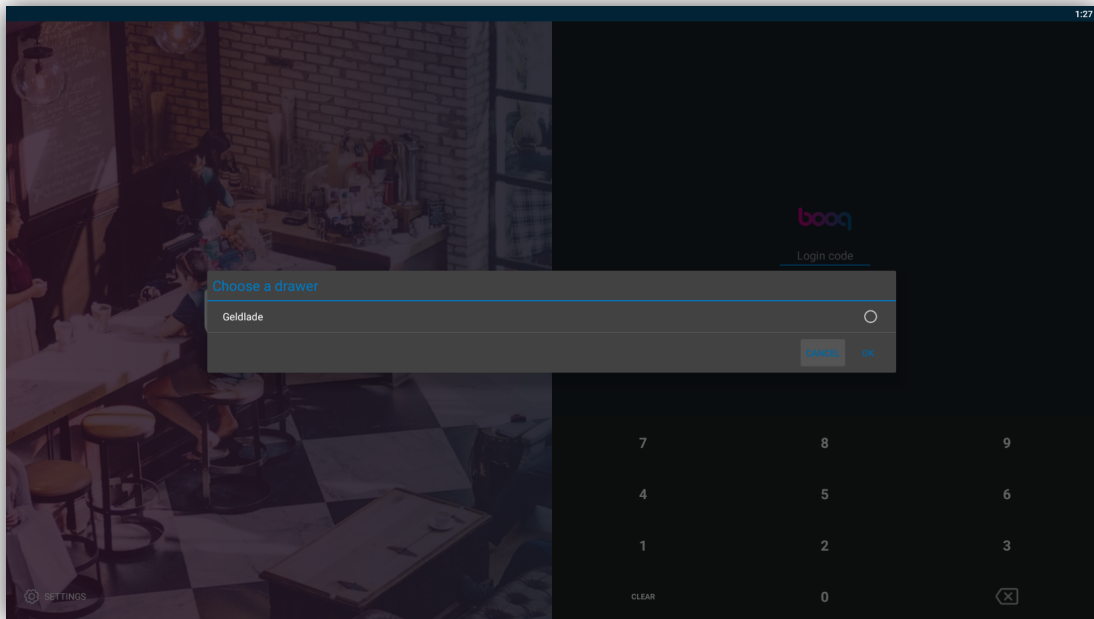 1:27
booq
Login code
Choose a drawer
Geldlade
CANCEL OK
7 8 9
4 5 6
1 2 3
SETTINGS
CLEAR 0